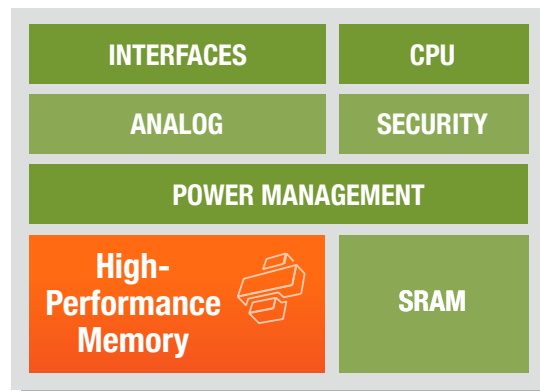 INTERFACES
CPU
ANALOG
SECURITY
POWER MANAGEMENT
High-
Performance
Memory
SRAM